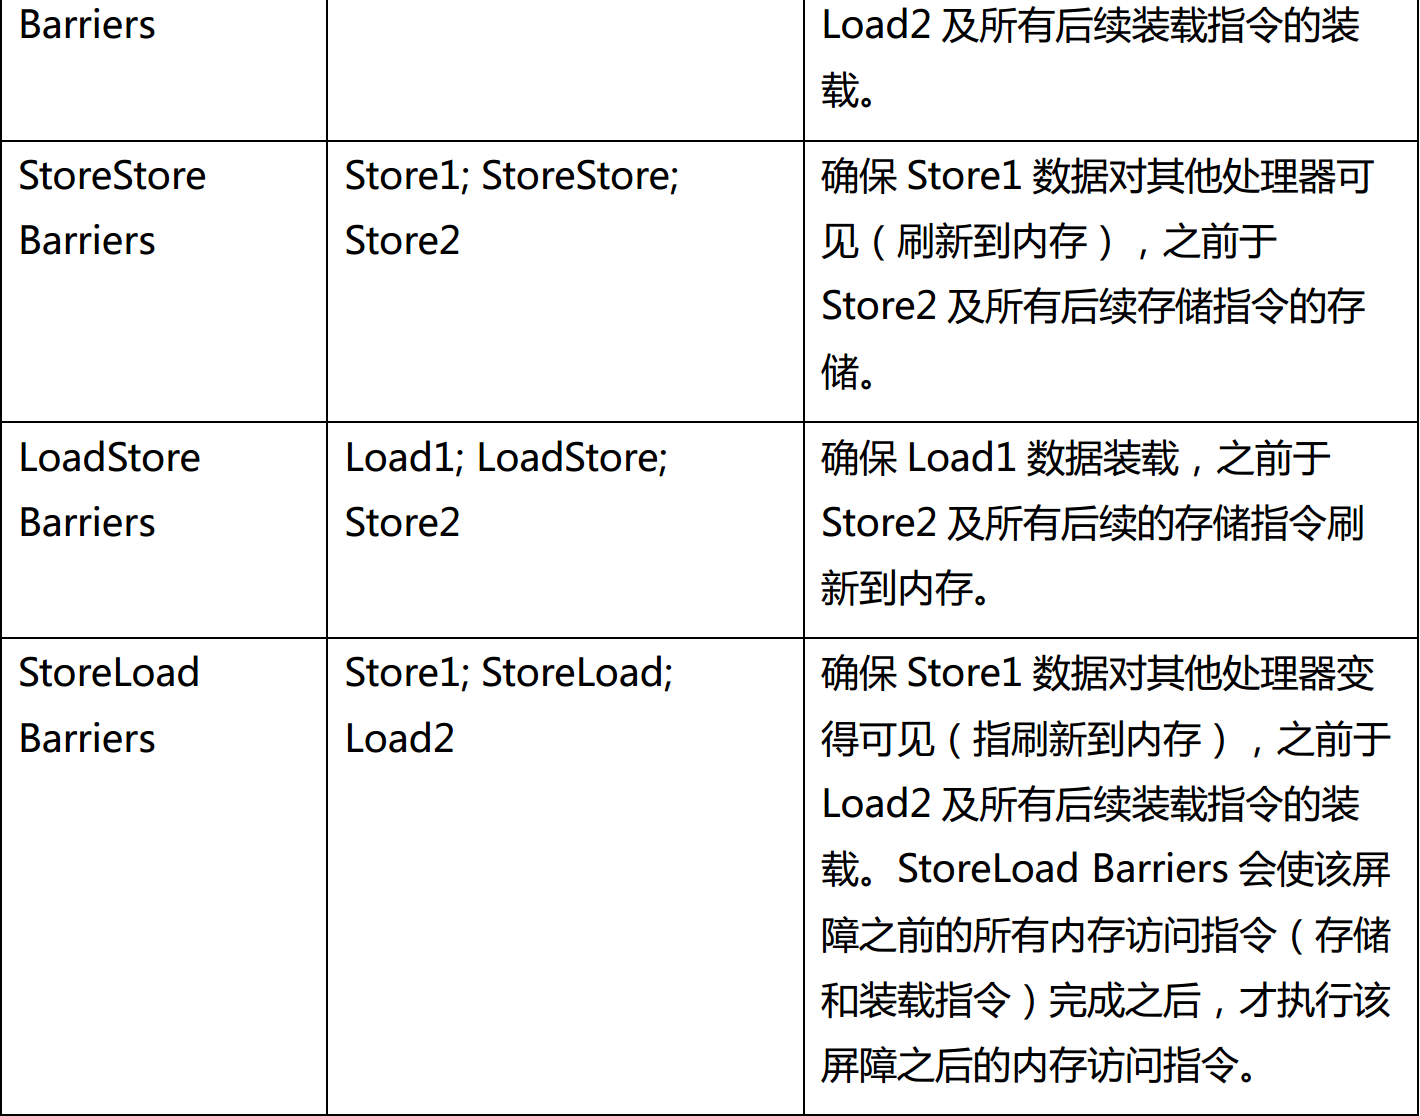 Barriers
Load2 及所有后续装载指令的装
载。
StoreStore
Barriers
Store1; StoreStore;
Store2
确保 Store1 数据对其他处理器可
见（刷新到内存），之前于
Store2 及所有后续存储指令的存
储。
LoadStore
Barriers
Load1; LoadStore;
Store2
确保 Load1 数据装载，之前于
Store2 及所有后续的存储指令刷
新到内存。
StoreLoad
Barriers
Store1; StoreLoad;
Load2
确保 Store1 数据对其他处理器变
得可见（指刷新到内存），之前于
Load2 及所有后续装载指令的装
载。StoreLoad Barriers 会使该屏
障之前的所有内存访问指令（存储
和装载指令）完成之后，才执行该
屏障之后的内存访问指令。